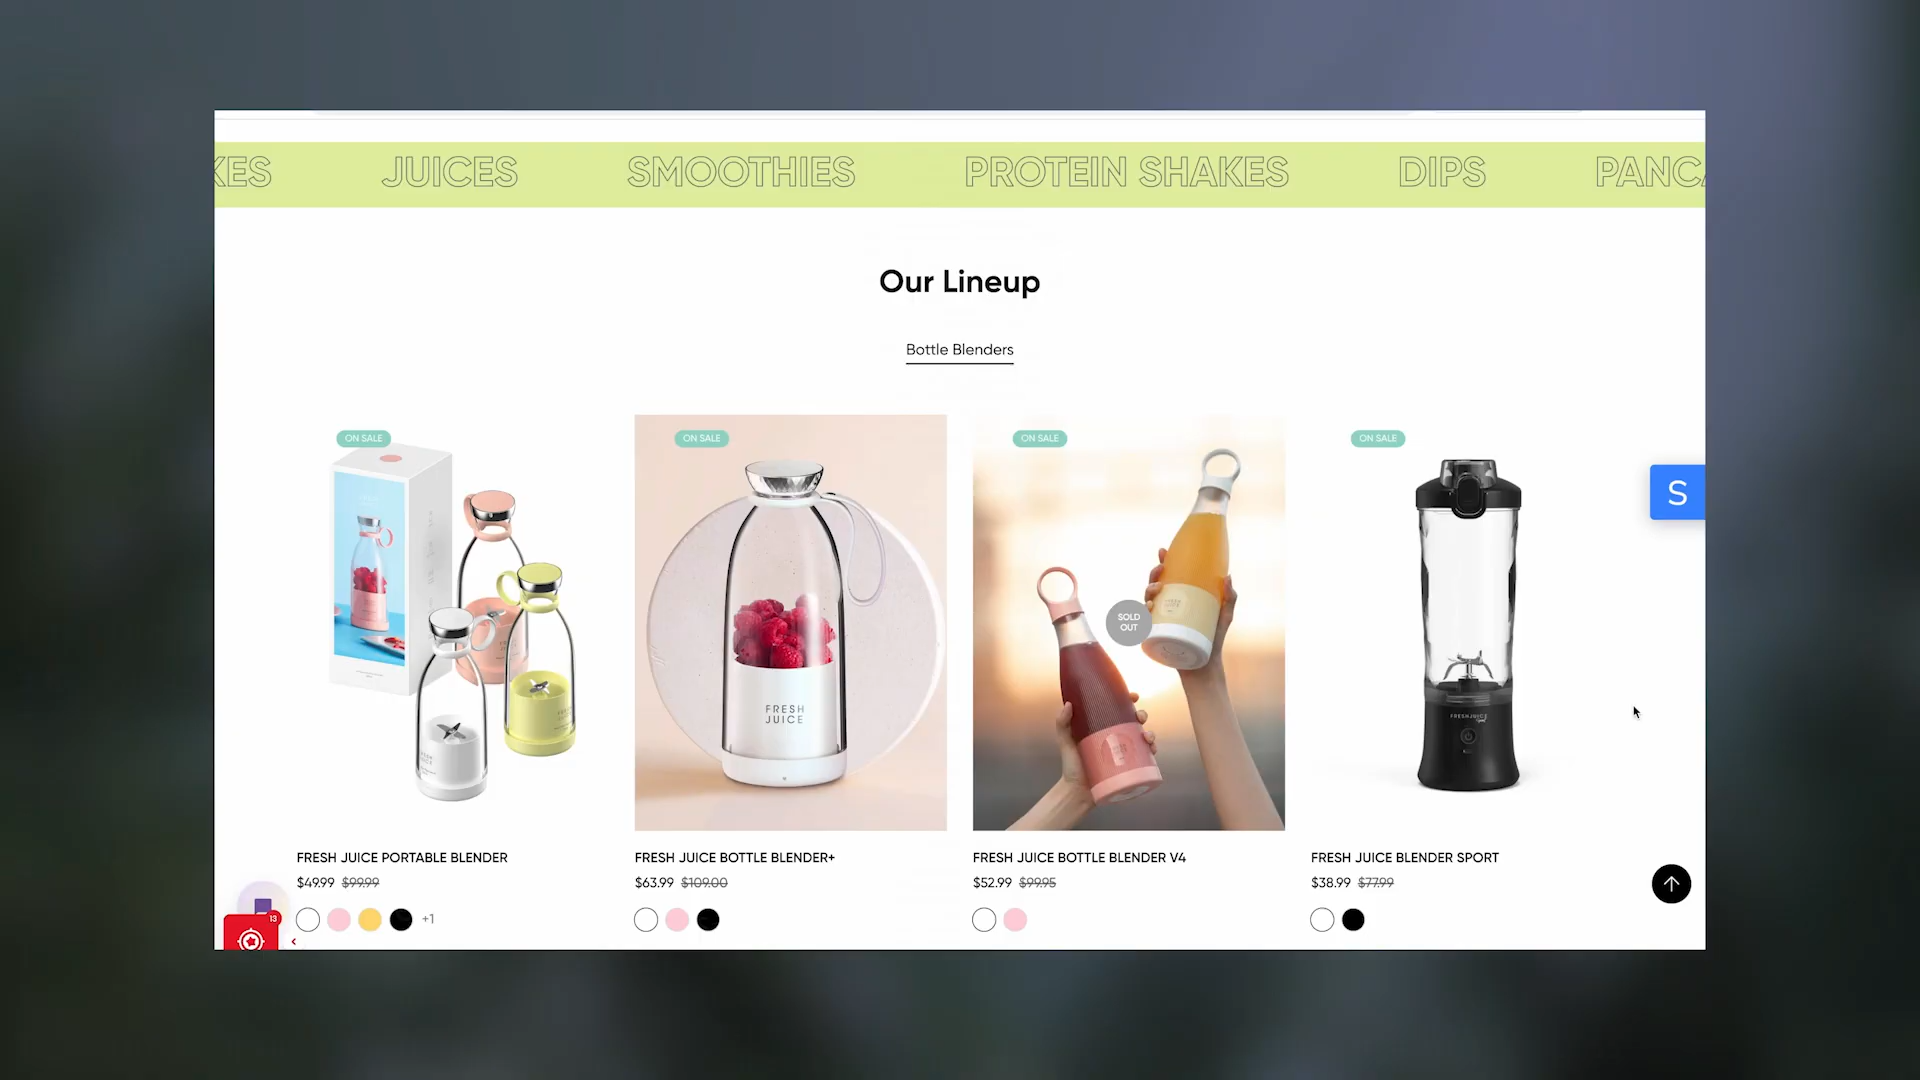 KES JUICES SMOOTHIES PROTEIN SHAKES DIPS PANCA
Our Lineup
Bottle Blenders
ON SALE
ON SALE
ON SALE
ON SALE
S
SOLD
OUT
FRESH
JUICE
FRESH JUICE PORTABLE BLENDER
$49.99 $99.99
+1
FRESH JUICE BOTTLE BLENDER+
$63.99 $109.00
FRESH JUICE BOTTLE BLENDER V4
$52.99 $99.95
FRESH JUICE BLENDER SPORT
$38.99 $77.99
13